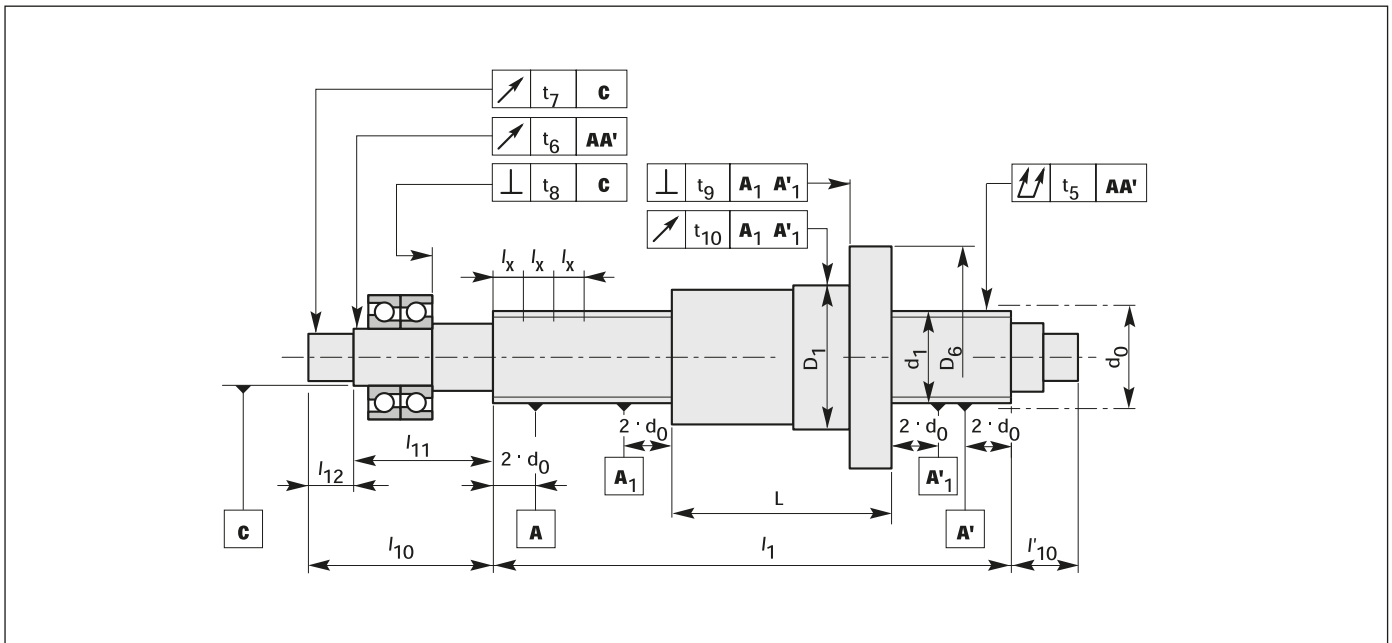 t7 C
t6 AA'
t8 C
t9 A1 A'1
t10 A1 A'1
t5 AA'
lx lx lx
D1
d1
D6
d0
2 · d0
2 · d0
2 · d0
l11
2 · d0
l12
A1
A'1
L
C
A
A'
l10
l1
l'10